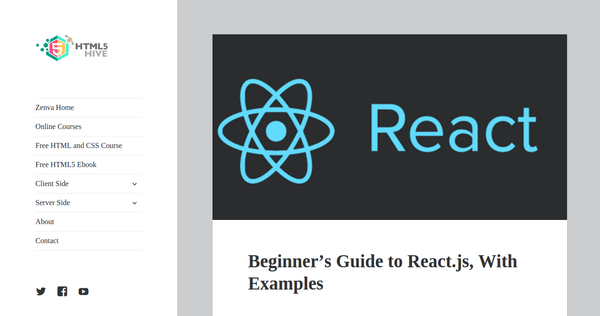 HTML5
HIVE
Zenva Home
Online Courses
Free HTML and CSS Course
Free HTML5 Ebook
Client Side
Server Side
About
Contact
React
Beginner’s Guide to React.js, With
Examples